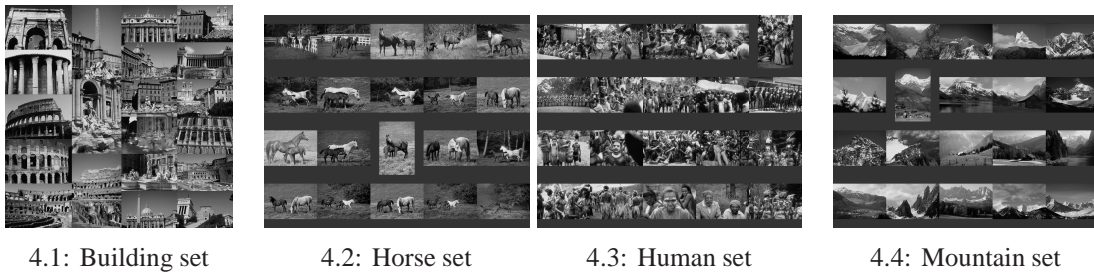 4.1: Building set
4.2: Horse set
4.3: Human set
4.4: Mountain set